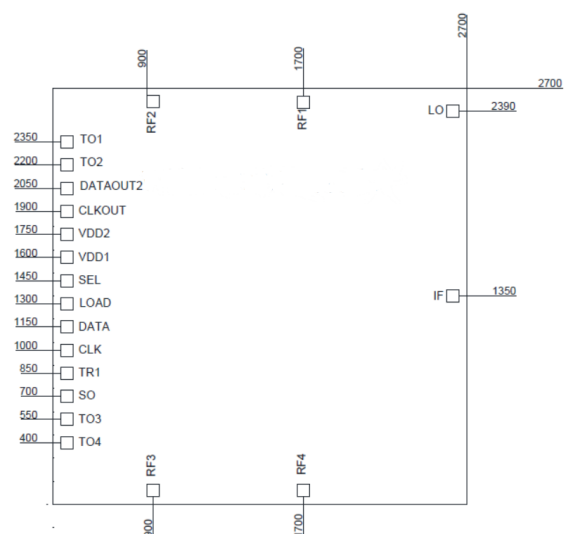 2700
900
1700
2700
RF2
RF1
LO
2390
2350
TO1
2200
TO2
2050
DATAOUT2
1900
CLKOUT
1750
VDD2
1600
VDD1
1450
SEL
IF
1350
1300
LOAD
1150
DATA
1000
CLK
850
TR1
700
SO
550
TO3
400
TO4
RF3
RF4